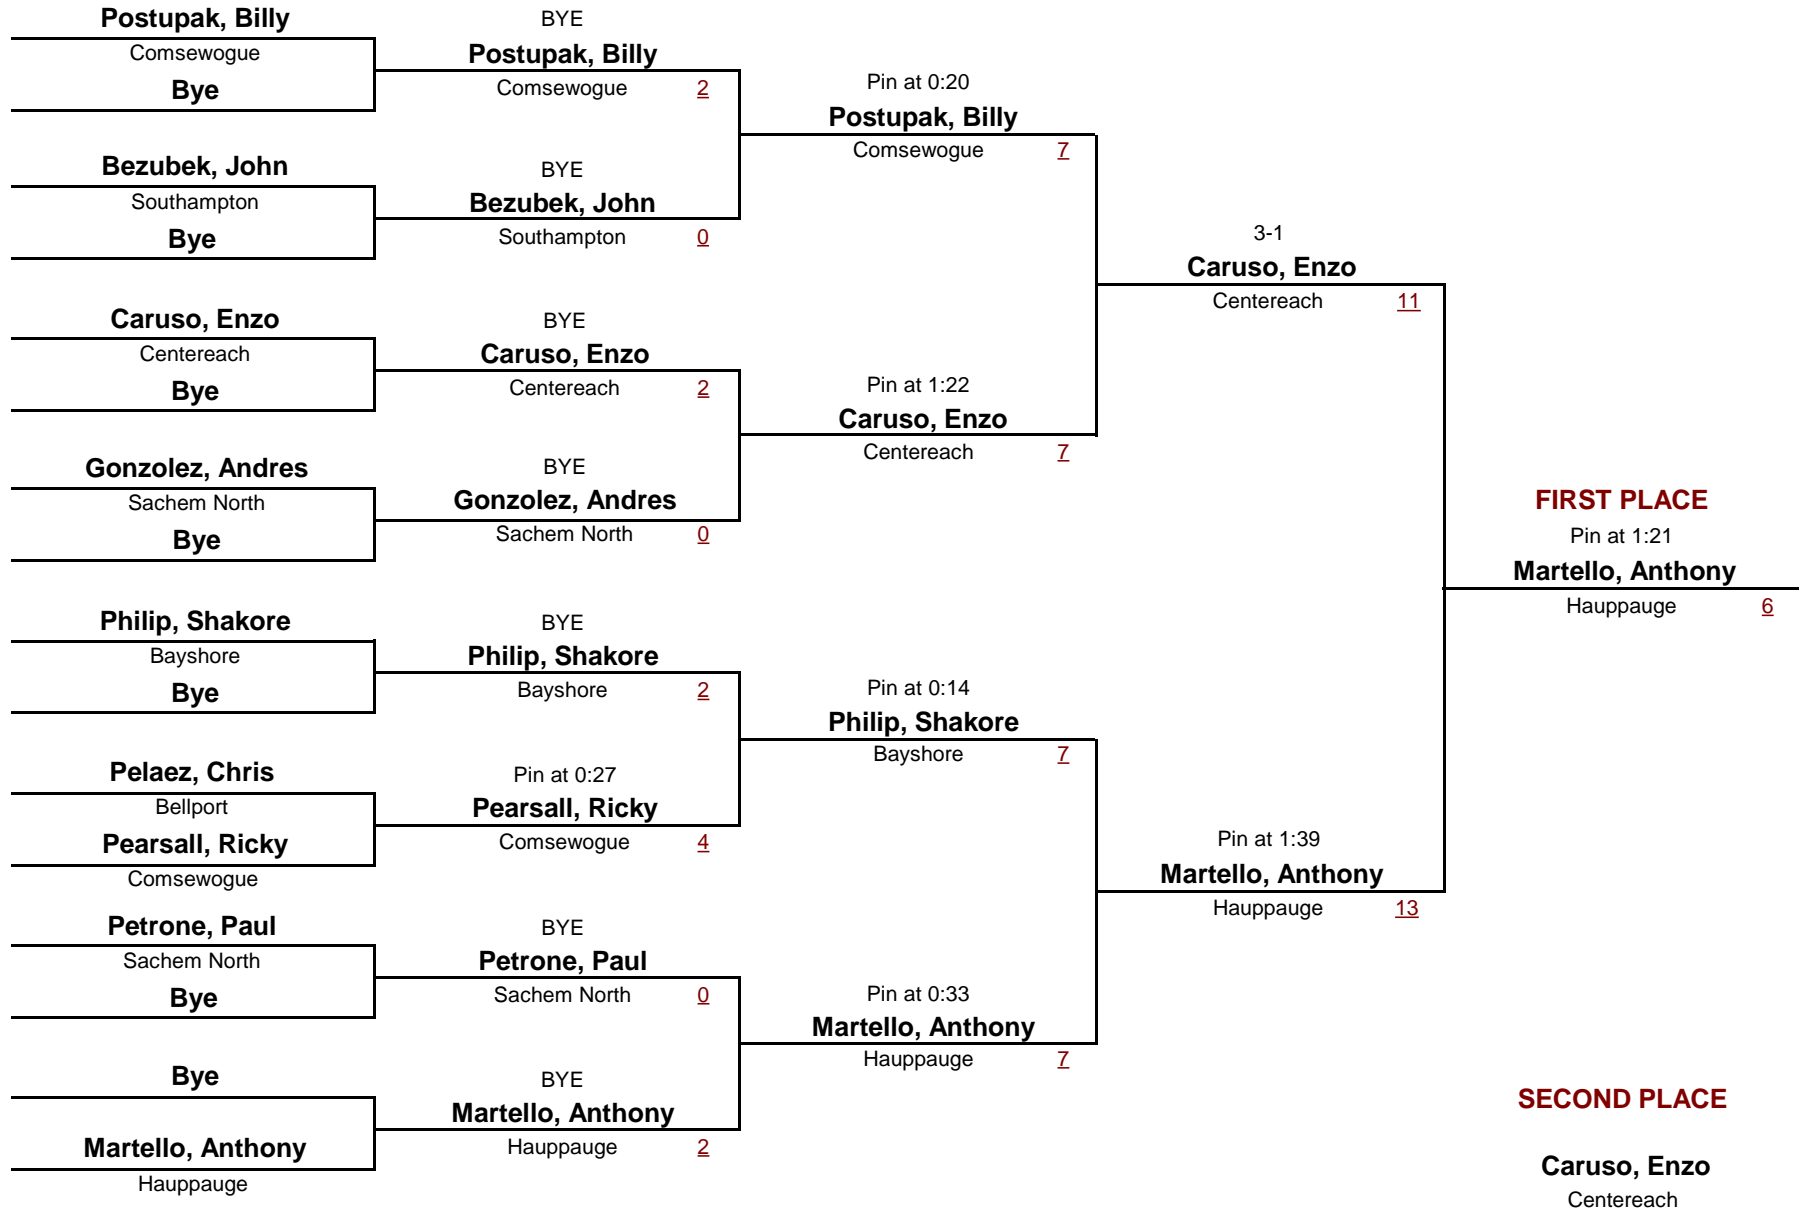 Postupak, Billy
Comsewogue
Bye
Bezubek, John
Southampton
Bye
Caruso, Enzo
Centereach
Bye
Gonzolez, Andres
Sachem North
Bye
Philip, Shakore
Bayshore
Bye
Pelaez, Chris
Bellport
Pearsall, Ricky
Comsewogue
Petrone, Paul
Sachem North
Bye
Bye
Martello, Anthony
Hauppauge
BYE
Postupak, Billy
Comsewogue 2
BYE
Bezubek, John
Southampton 0
BYE
Caruso, Enzo
Centereach 2
BYE
Gonzolez, Andres
Sachem North 0
BYE
Philip, Shakore
Bayshore 2
Pin at 0:27
Pearsall, Ricky
Comsewogue 4
BYE
Petrone, Paul
Sachem North 0
BYE
Martello, Anthony
Hauppauge 2
Pin at 0:20
Postupak, Billy
Comsewogue 7
Pin at 1:22
Caruso, Enzo
Centereach 7
Pin at 0:14
Philip, Shakore
Bayshore 7
Pin at 0:33
Martello, Anthony
Hauppauge 7
3-1
Caruso, Enzo
Centereach 11
Pin at 1:39
Martello, Anthony
Hauppauge 13
FIRST PLACE
Pin at 1:21
Martello, Anthony
Hauppauge 6
SECOND PLACE
Caruso, Enzo
Centereach